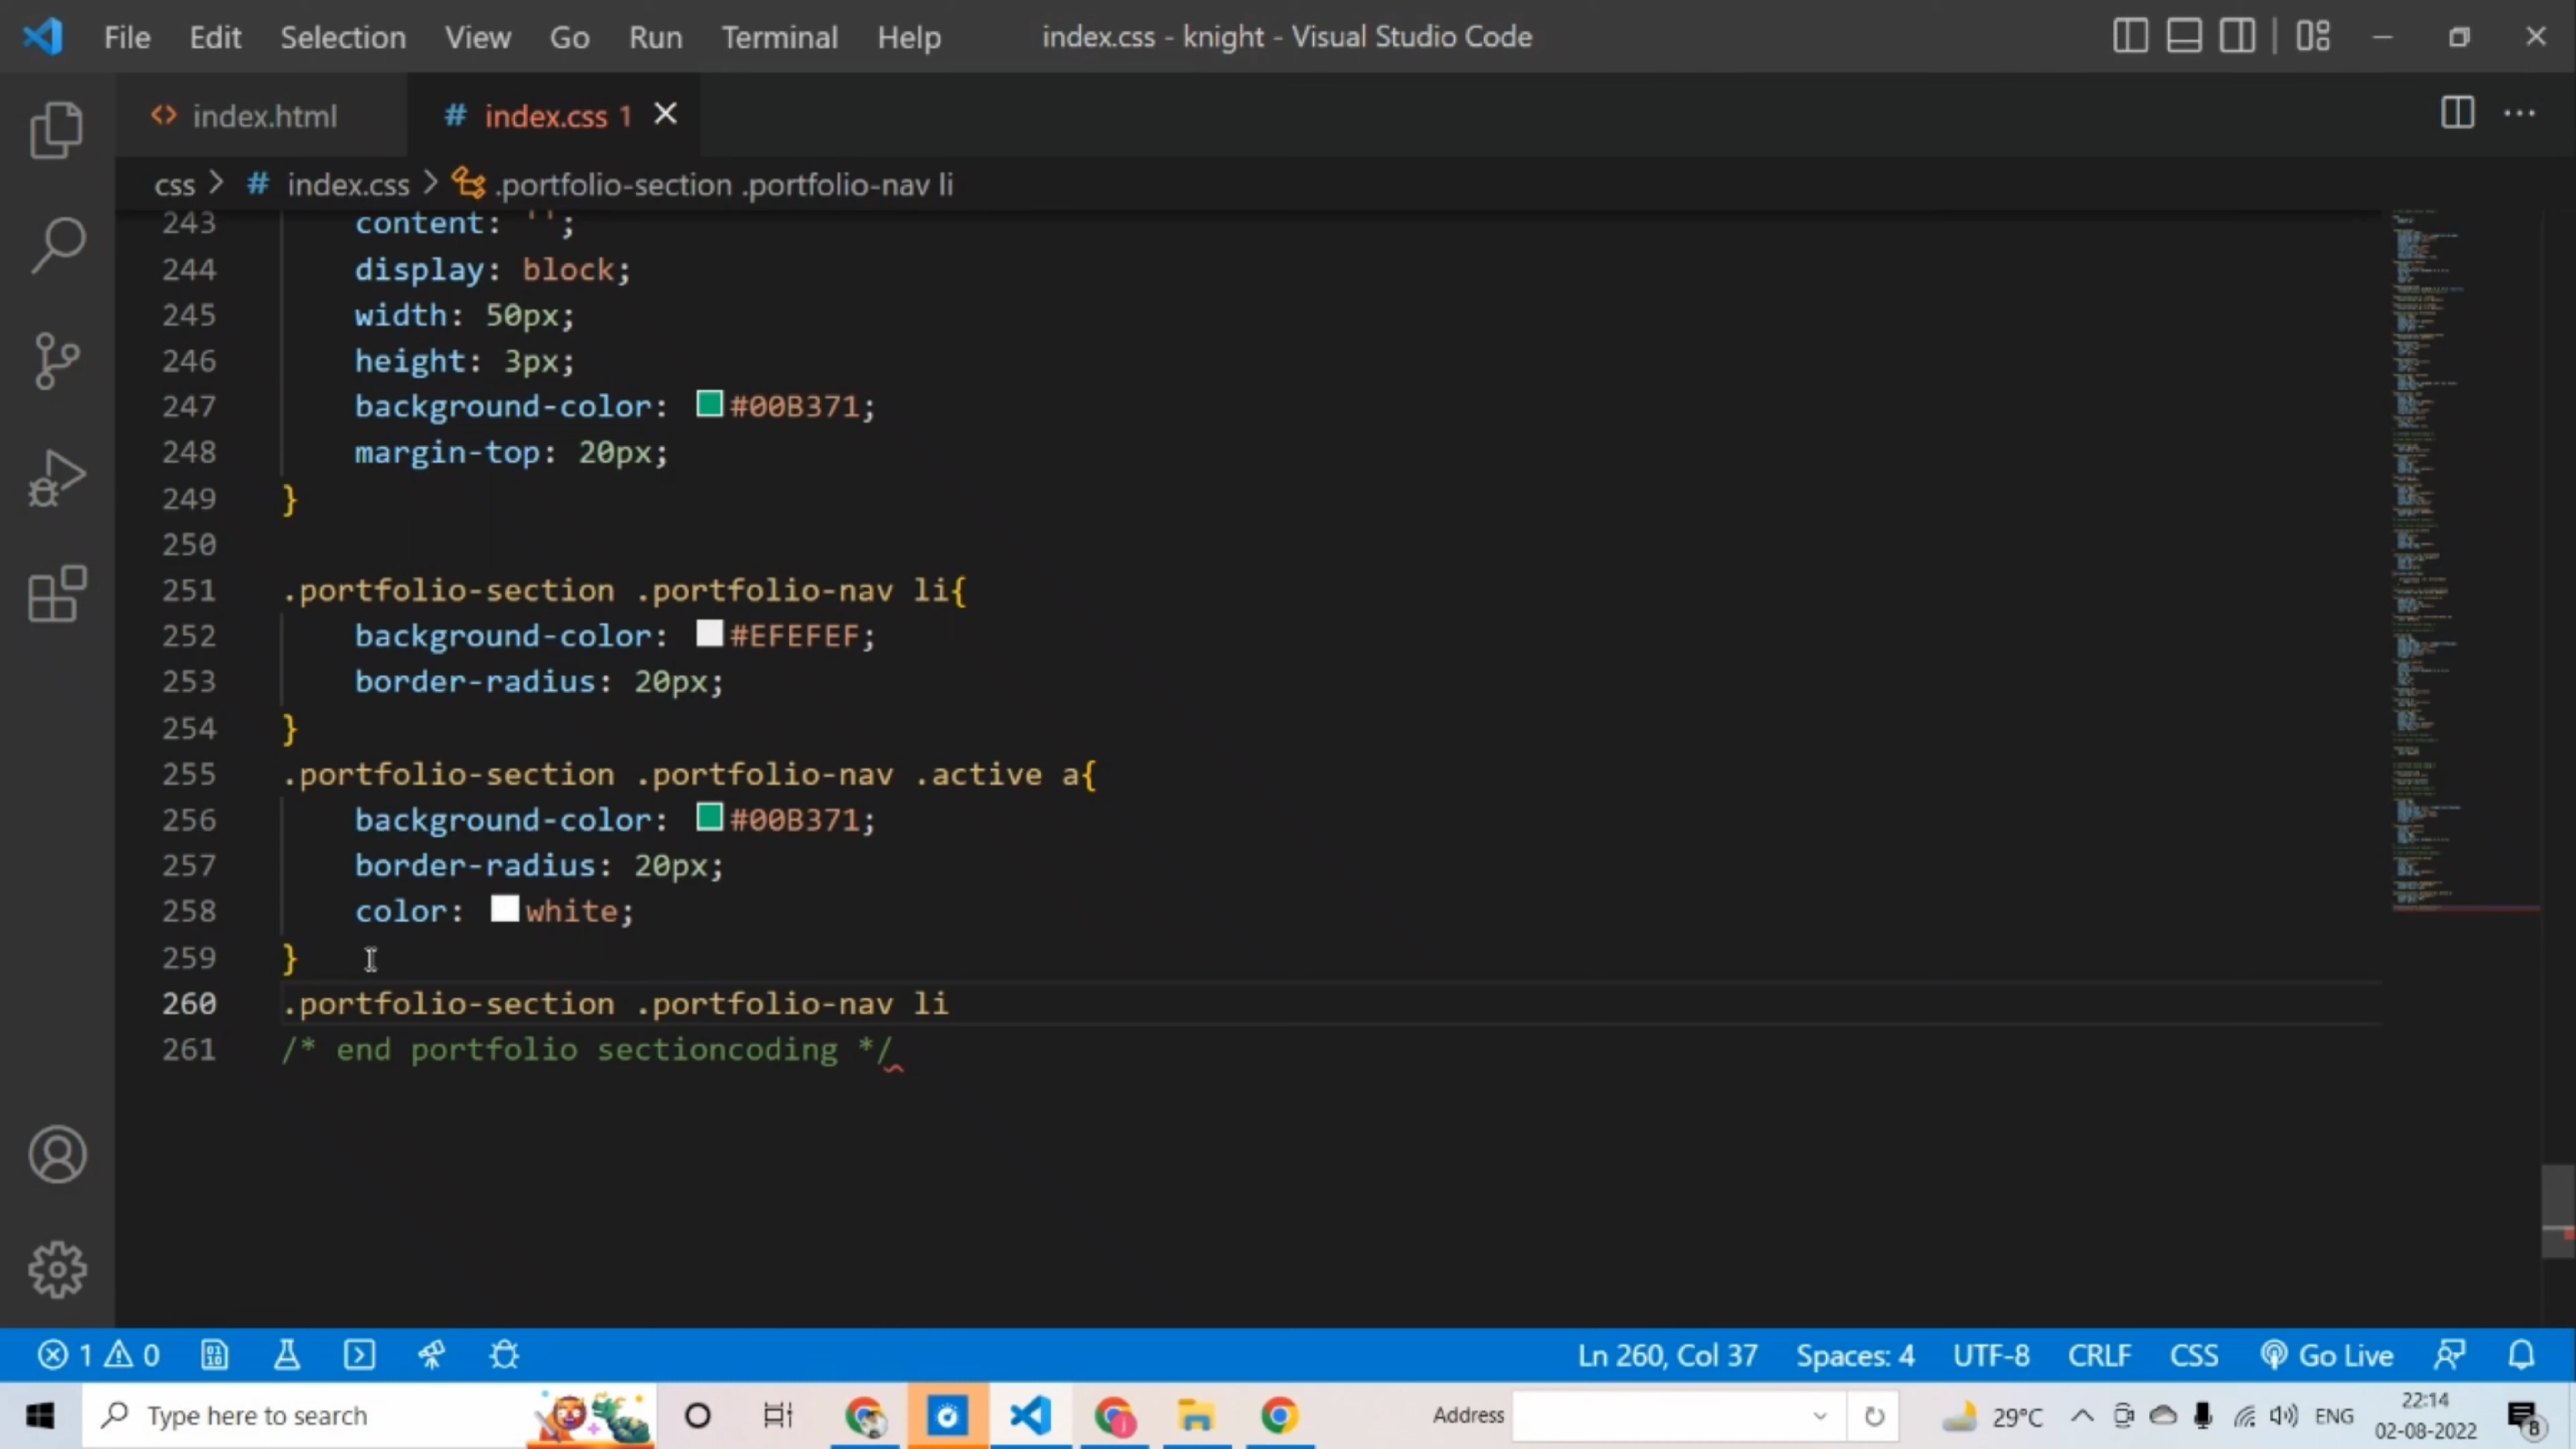 File Edit Selection View Go Run Terminal Help index.css - knight - Visual Studio Code
<> index.html # index.css 1
css > # index.css > .portfolio-section .portfolio-nav li
243 content: '';
244 display: block;
245 width: 50px;
246 height: 3px;
247 background-color: #00B371;
248 margin-top: 20px;
249 }
250
251 .portfolio-section .portfolio-nav li{
252 background-color: #EFEFEF;
253 border-radius: 20px;
254 }
255 .portfolio-section .portfolio-nav .active a{
256 background-color: #00B371;
257 border-radius: 20px;
258 color: white;
259 }
260 .portfolio-section .portfolio-nav li
261 /* end portfolio sectioncoding */
1 0 Ln 260, Col 37 Spaces: 4 UTF-8 CRLF CSS Go Live
Type here to search Address 29°C ENG 22:14
02-08-2022 8